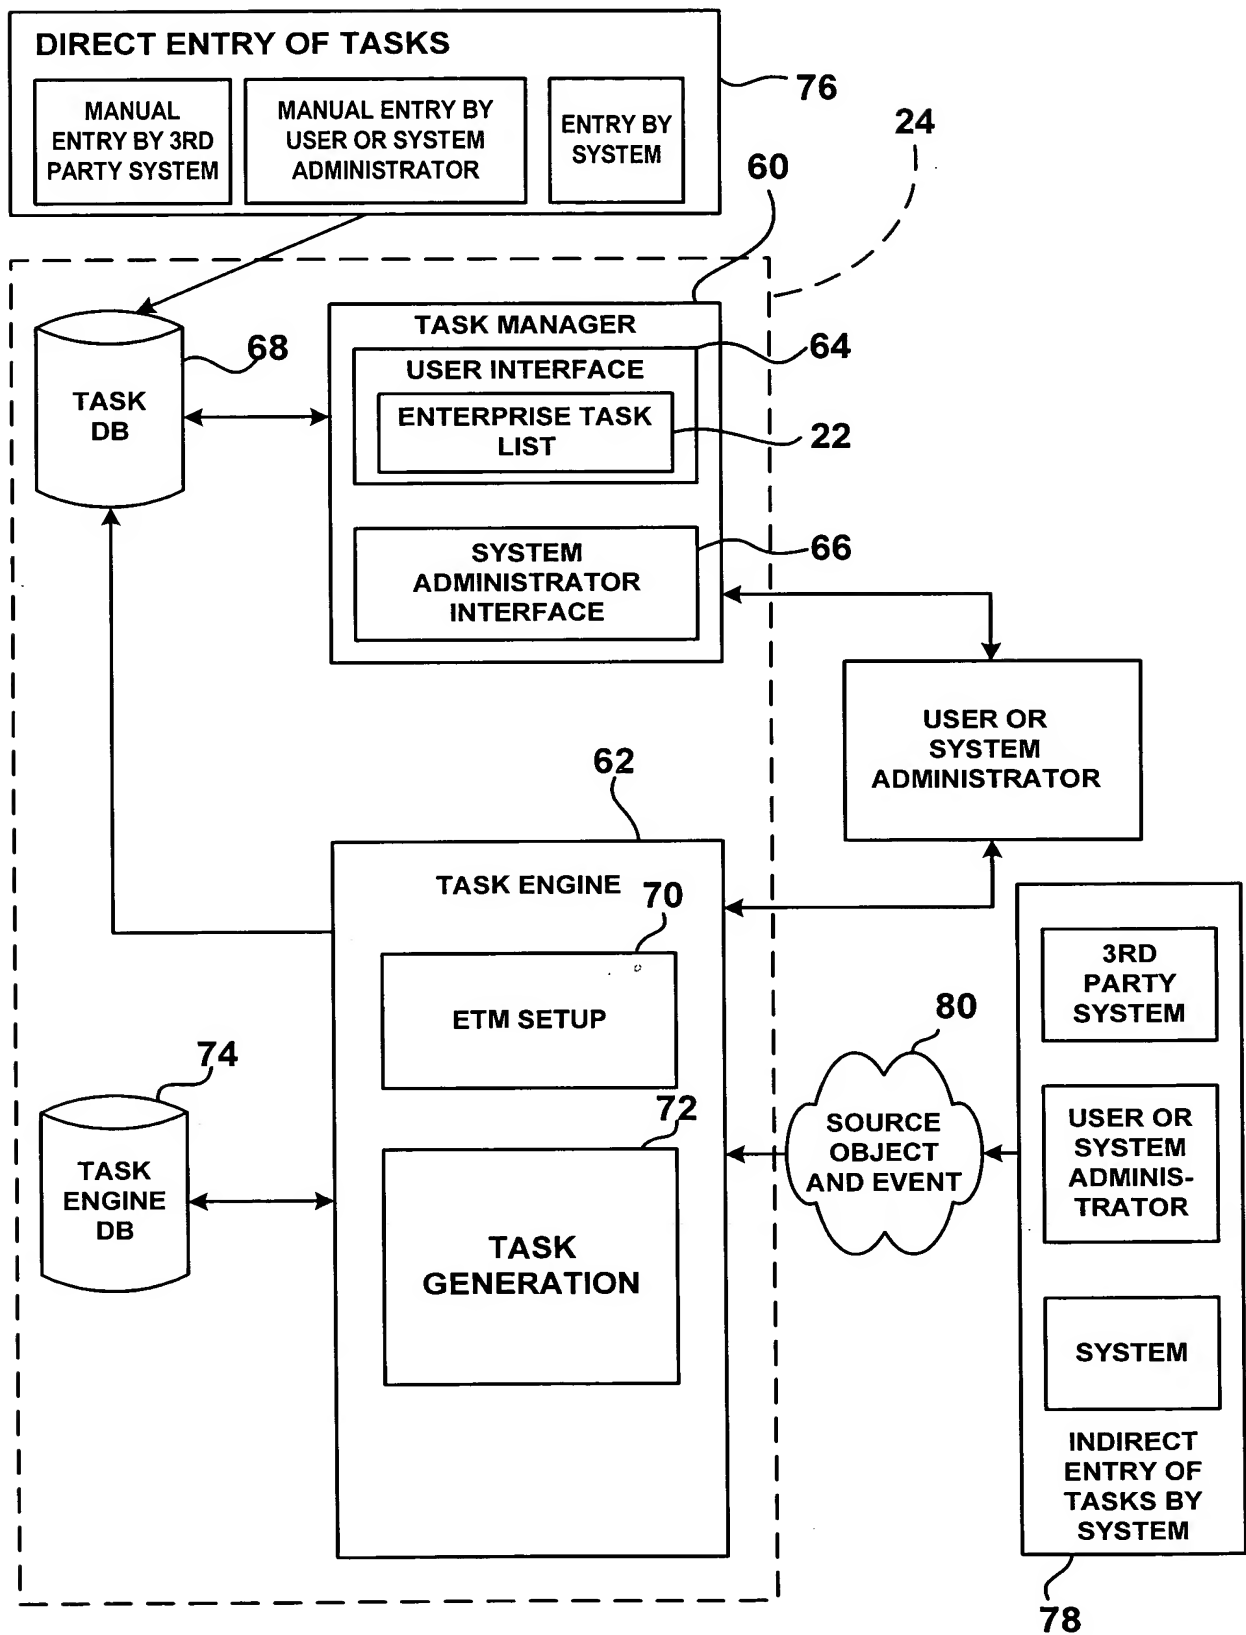 DIRECT ENTRY OF TASKS
MANUAL
ENTRY BY 3RD
PARTY SYSTEM
MANUAL ENTRY BY
USER OR SYSTEM
ADMINISTRATOR
ENTRY BY
SYSTEM
76
24
60
TASK MANAGER
64
USER INTERFACE
ENTERPRISE TASK
LIST
22
68
TASK
DB
SYSTEM
ADMINISTRATOR
INTERFACE
66
USER OR
SYSTEM
ADMINISTRATOR
62
TASK ENGINE
70
ETM SETUP
72
TASK
GENERATION
74
TASK
ENGINE
DB
80
SOURCE
OBJECT
AND EVENT
3RD
PARTY
SYSTEM
USER OR
SYSTEM
ADMINIS-
TRATOR
SYSTEM
INDIRECT
ENTRY OF
TASKS BY
SYSTEM
78